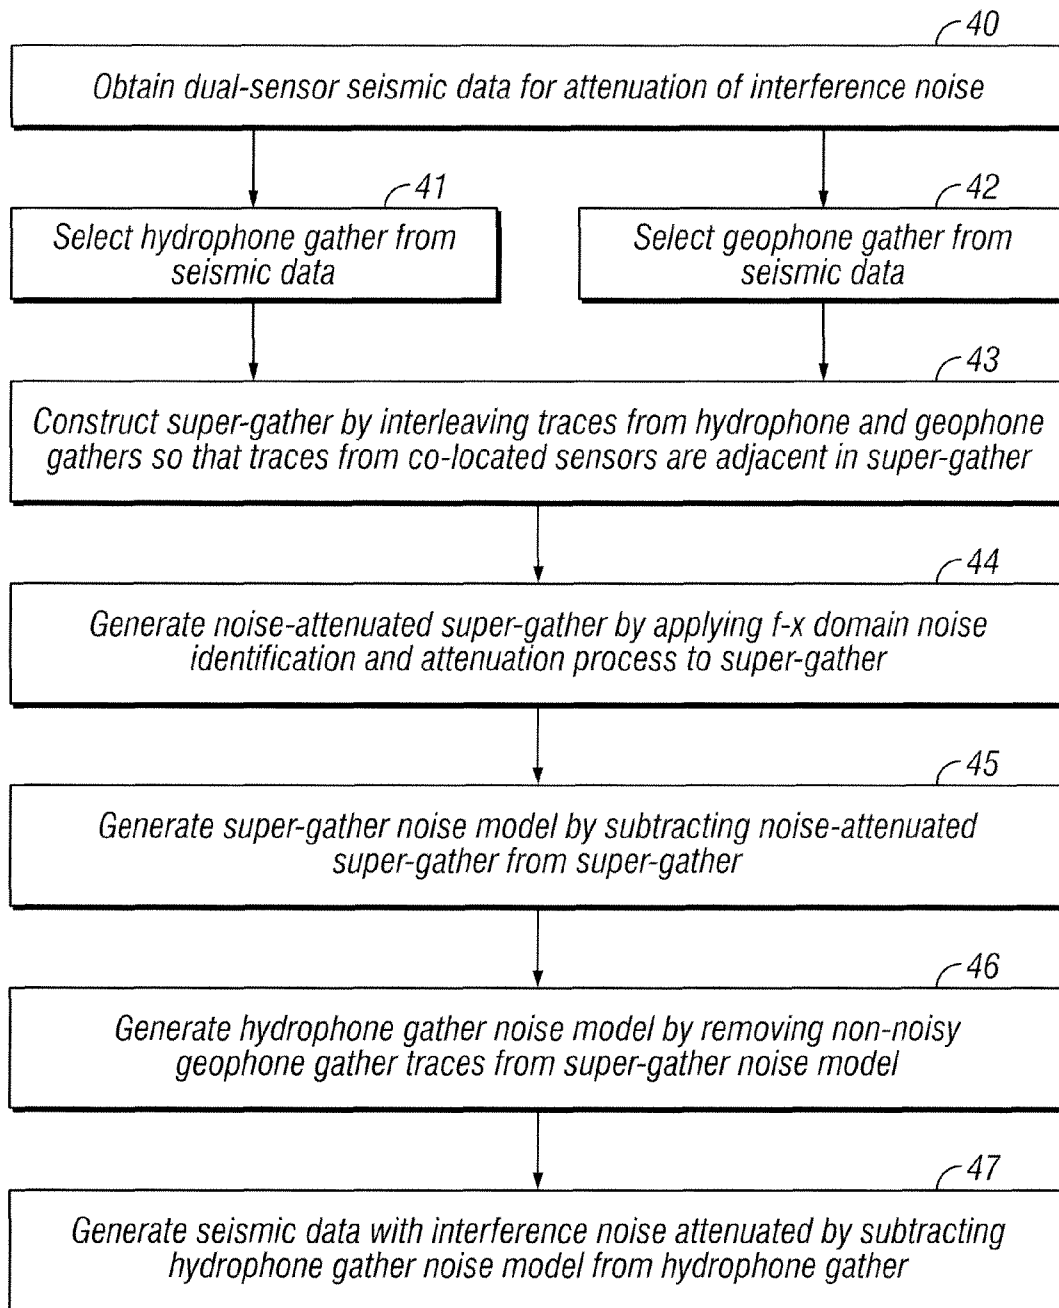 40
Obtain dual-sensor seismic data for attenuation of interference noise
41
Select hydrophone gather from
seismic data
42
Select geophone gather from
seismic data
43
Construct super-gather by interleaving traces from hydrophone and geophone
gathers so that traces from co-located sensors are adjacent in super-gather
44
Generate noise-attenuated super-gather by applying f-x domain noise
identification and attenuation process to super-gather
45
Generate super-gather noise model by subtracting noise-attenuated
super-gather from super-gather
46
Generate hydrophone gather noise model by removing non-noisy
geophone gather traces from super-gather noise model
47
Generate seismic data with interference noise attenuated by subtracting
hydrophone gather noise model from hydrophone gather